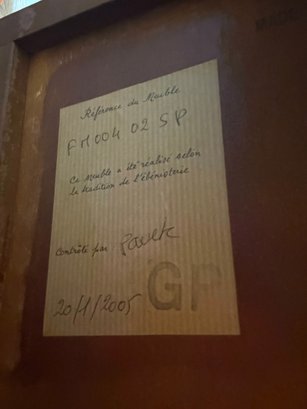 Référence du Meuble
FM004 02 SP
Ce meuble a été réalisé selon
la tradition de l'ébénisterie
Contrôlé par
GP
20/1/2005